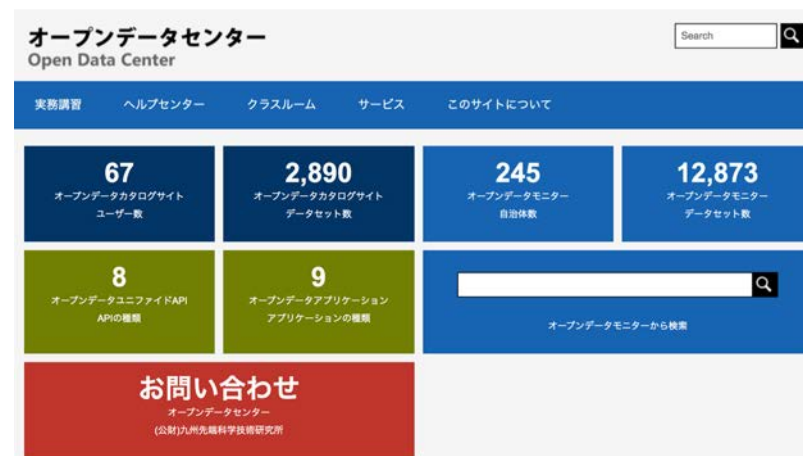 オープンデータセンター
Open Data Center
Search
実務講習 ヘルプセンター クラスルーム サービス このサイトについて
67
オープンデータカタログサイト
ユーザー数
2,890
オープンデータカタログサイト
データセット数
245
オープンデータモニター
自治体数
12,873
オープンデータモニター
データセット数
8
オープンデータユニファイドAPI
APIの種類
9
オープンデータアプリケーション
アプリケーションの種類
オープンデータモニターから検索
お問い合わせ
オープンデータセンター
(公財)九州先端科学技術研究所